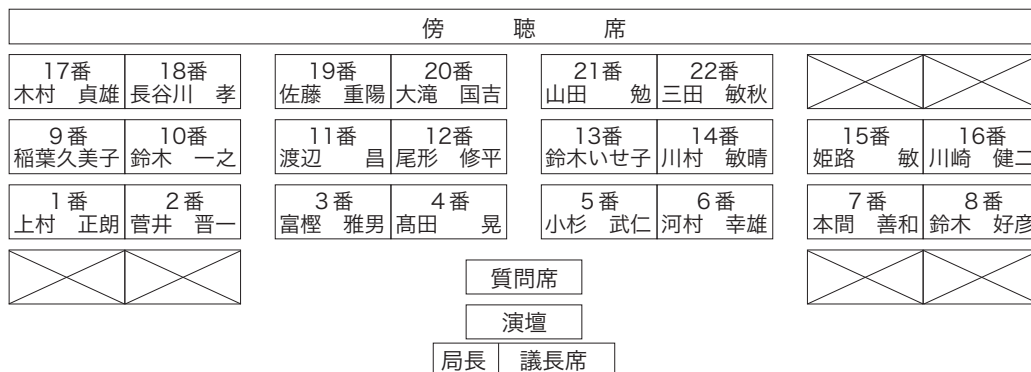 傍　聴　席
17番　18番　19番　20番　21番　22番
木村　貞雄　長谷川　孝　佐藤　重陽　大滝　国吉　山田　勉　三田　敏秋
9番　10番　11番　12番　13番　14番　15番　16番
稲葉久美子　鈴木　一之　渡辺　昌　尾形　修平　鈴木いせ子　川村　敏晴　姫路　敏　川崎　健二
1番　2番　3番　4番　5番　6番　7番　8番
上村　正朗　菅井　晋一　富樫　雅男　髙田　晃　小杉　武仁　河村　幸雄　本間　善和　鈴木　好彦
質問席
演壇
局長　議長席